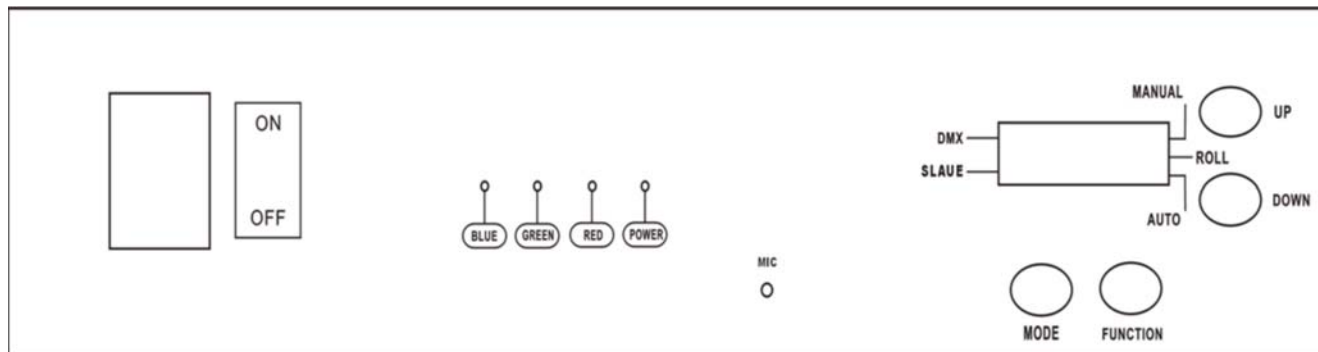 ON
OFF
BLUE
GREEN
RED
POWER
MIC
DMX
SLAUE
MANUAL
ROLL
AUTO
UP
DOWN
MODE
FUNCTION